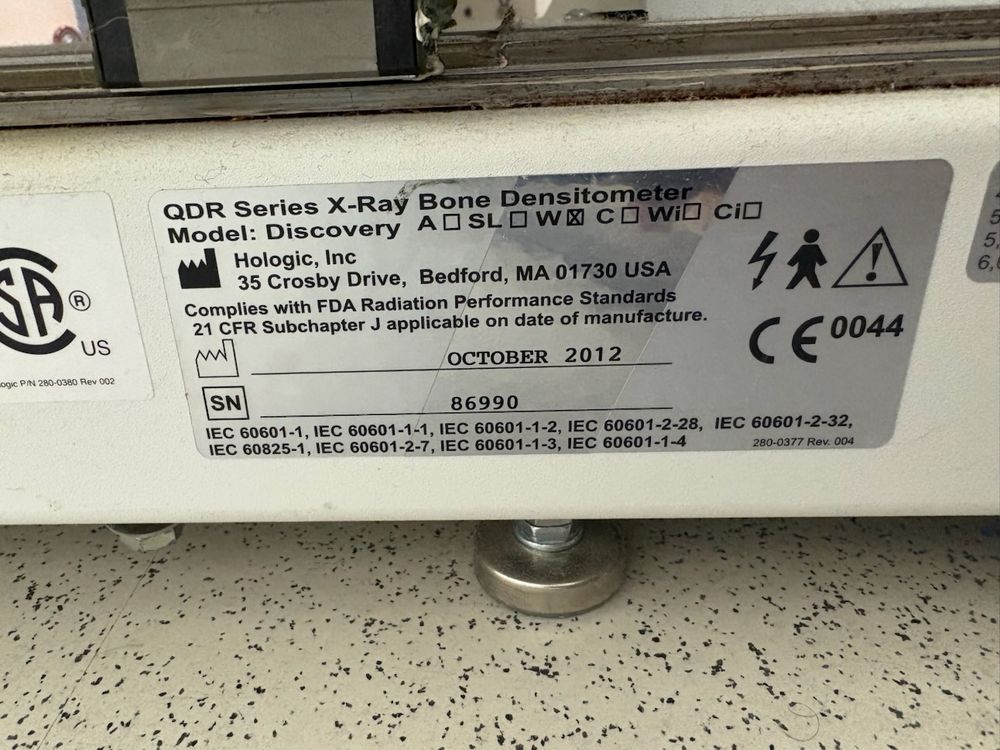 QDR Series X-Ray Bone Densitometer
Model: Discovery A☐ SL☐ W☒ C☐ Wi☐ Ci☐
Hologic, Inc
35 Crosby Drive, Bedford, MA 01730 USA
Complies with FDA Radiation Performance Standards
21 CFR Subchapter J applicable on date of manufacture.
OCTOBER 2012
SN 86990
IEC 60601-1, IEC 60601-1-1, IEC 60601-1-2, IEC 60601-2-28, IEC 60601-2-32,
IEC 60825-1, IEC 60601-2-7, IEC 60601-1-3, IEC 60601-1-4
280-0377 Rev. 004
CE 0044
SA®
US
P/N 280-0380 Rev 002